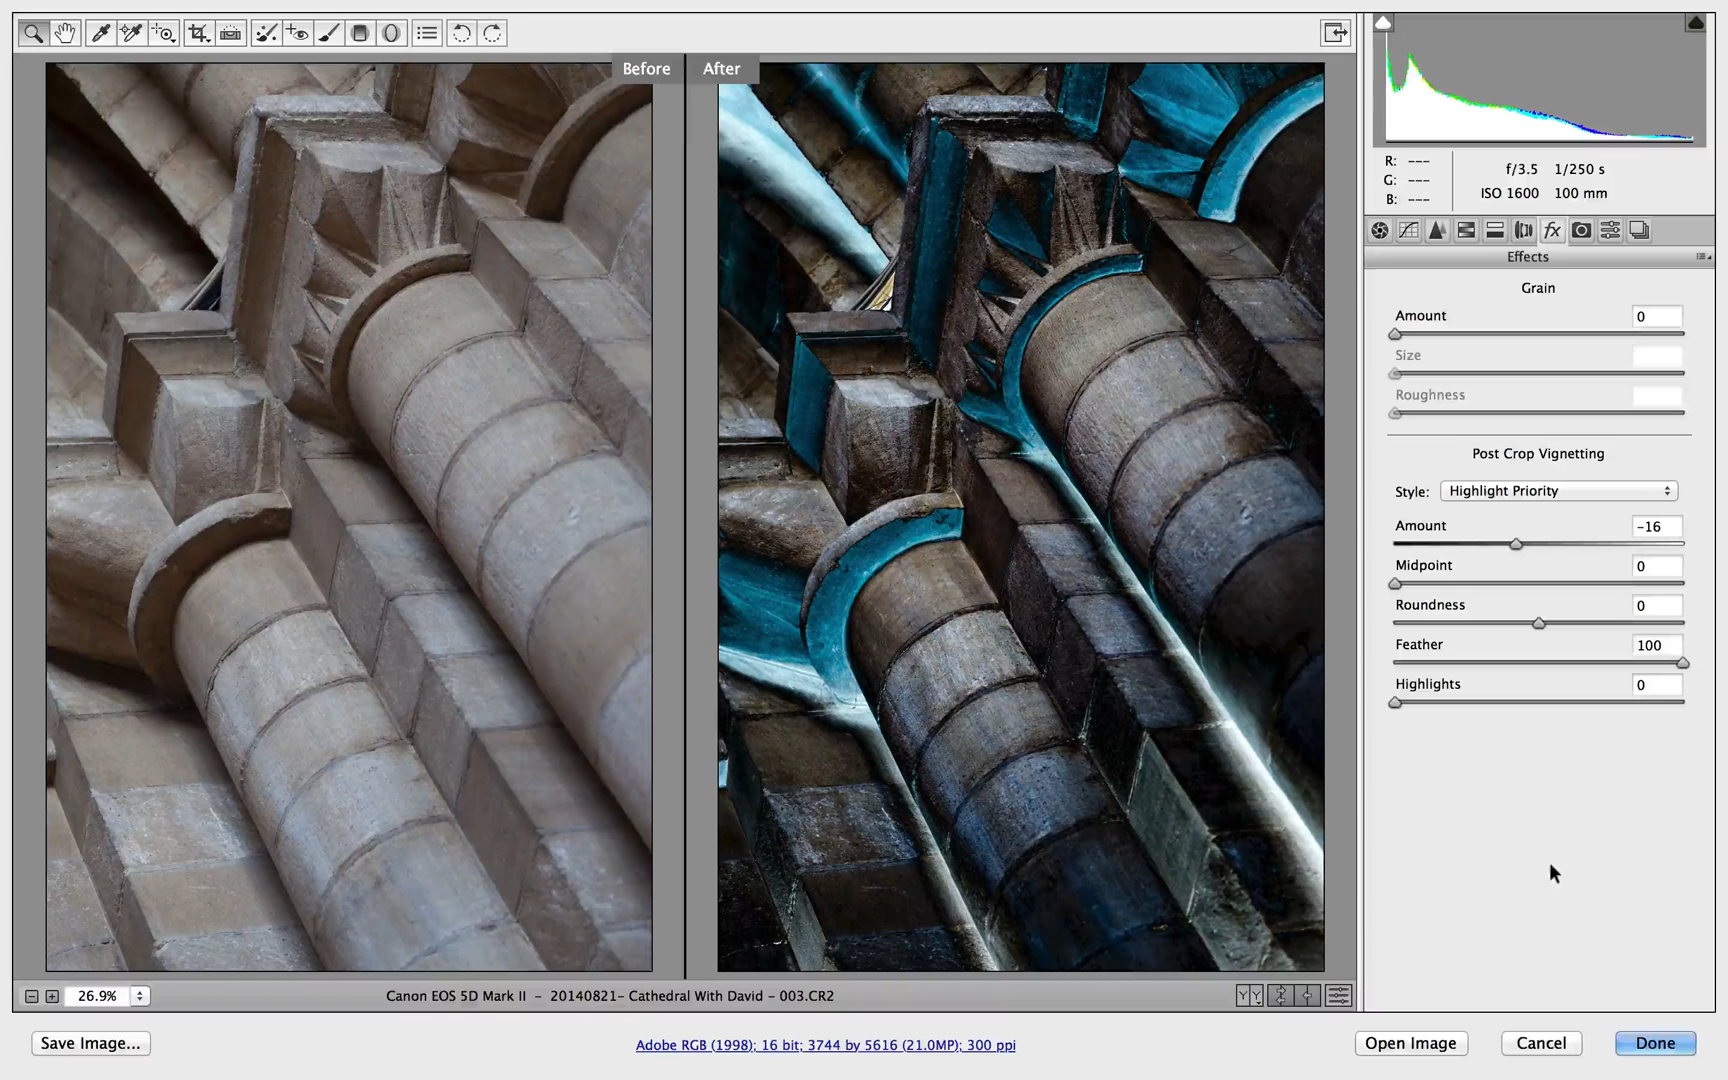 Before
After
R: ---
G: ---
B: ---
f/3.5 1/250 s
ISO 1600 100 mm
fx
Effects
Grain
Amount 0
Size
Roughness
Post Crop Vignetting
Style: Highlight Priority
Amount -16
Midpoint 0
Roundness 0
Feather 100
Highlights 0
26.9%
Canon EOS 5D Mark II – 20140821– Cathedral With David – 003.CR2
Y Y
Save Image...
Adobe RGB (1998); 16 bit; 3744 by 5616 (21.0MP); 300 ppi
Open Image
Cancel
Done